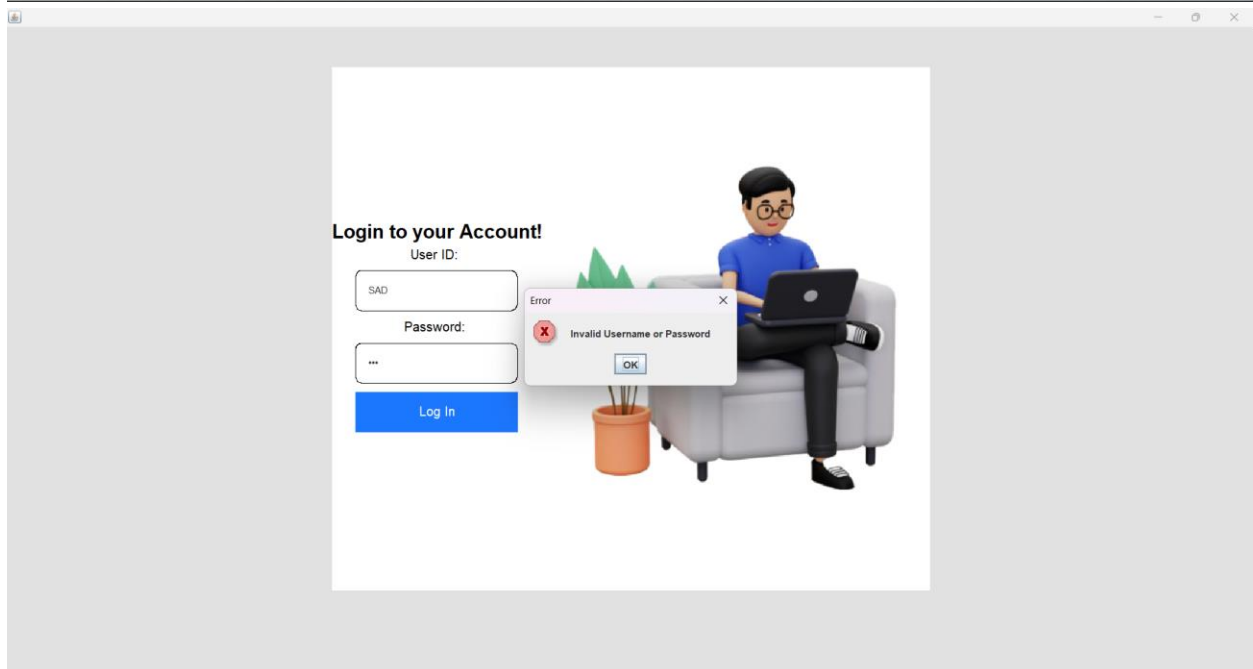 Login to your Account!
User ID:
SAD
Password:
•••
Log In
Error
X
Invalid Username or Password
OK